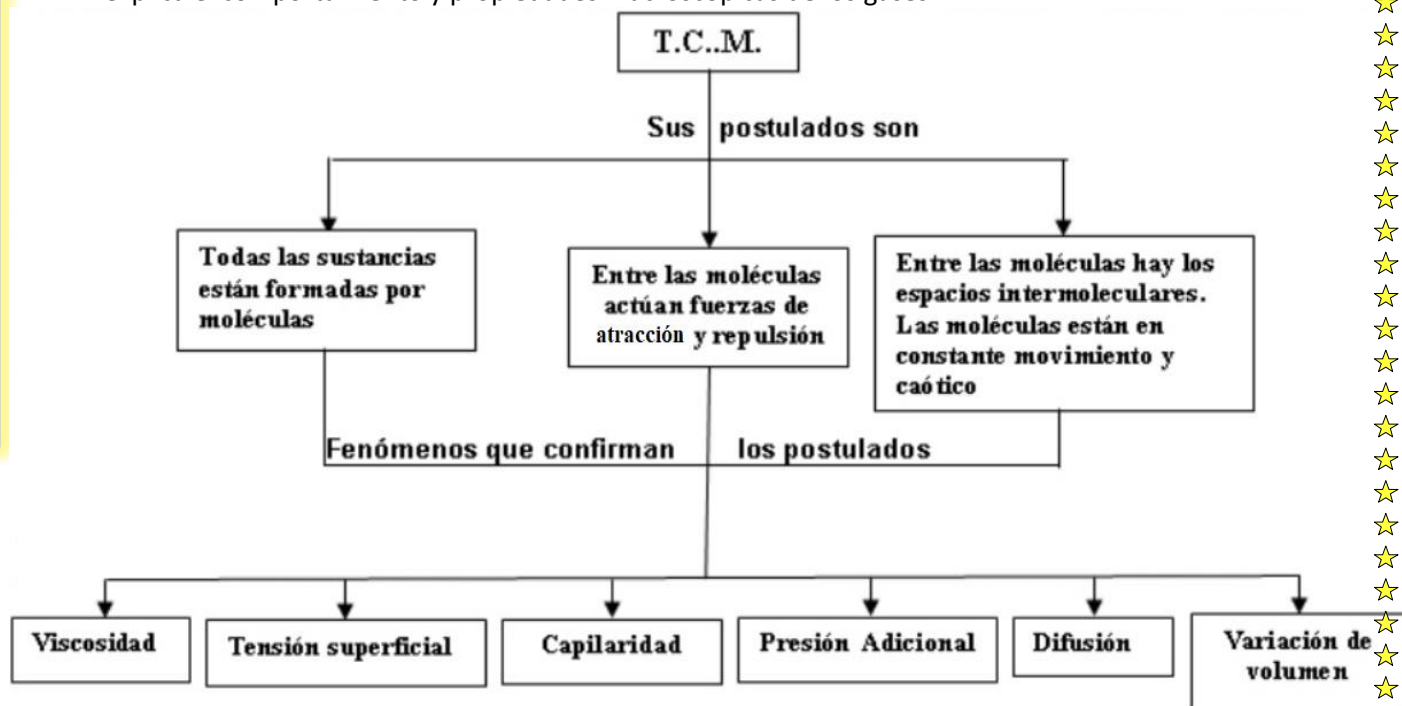 T.C..M.
Sus postulados son
Todas las sustancias
están formadas por
moléculas
Entre las moléculas
actúan fuerzas de
atracción y repulsión
Entre las moléculas hay los
espacios intermoleculares.
Las moléculas están en
constante movimiento y
caótico
Fenómenos que confirman los postulados
Viscosidad
Tensión superficial
Capilaridad
Presión Adicional
Difusión
Variación de
volumen